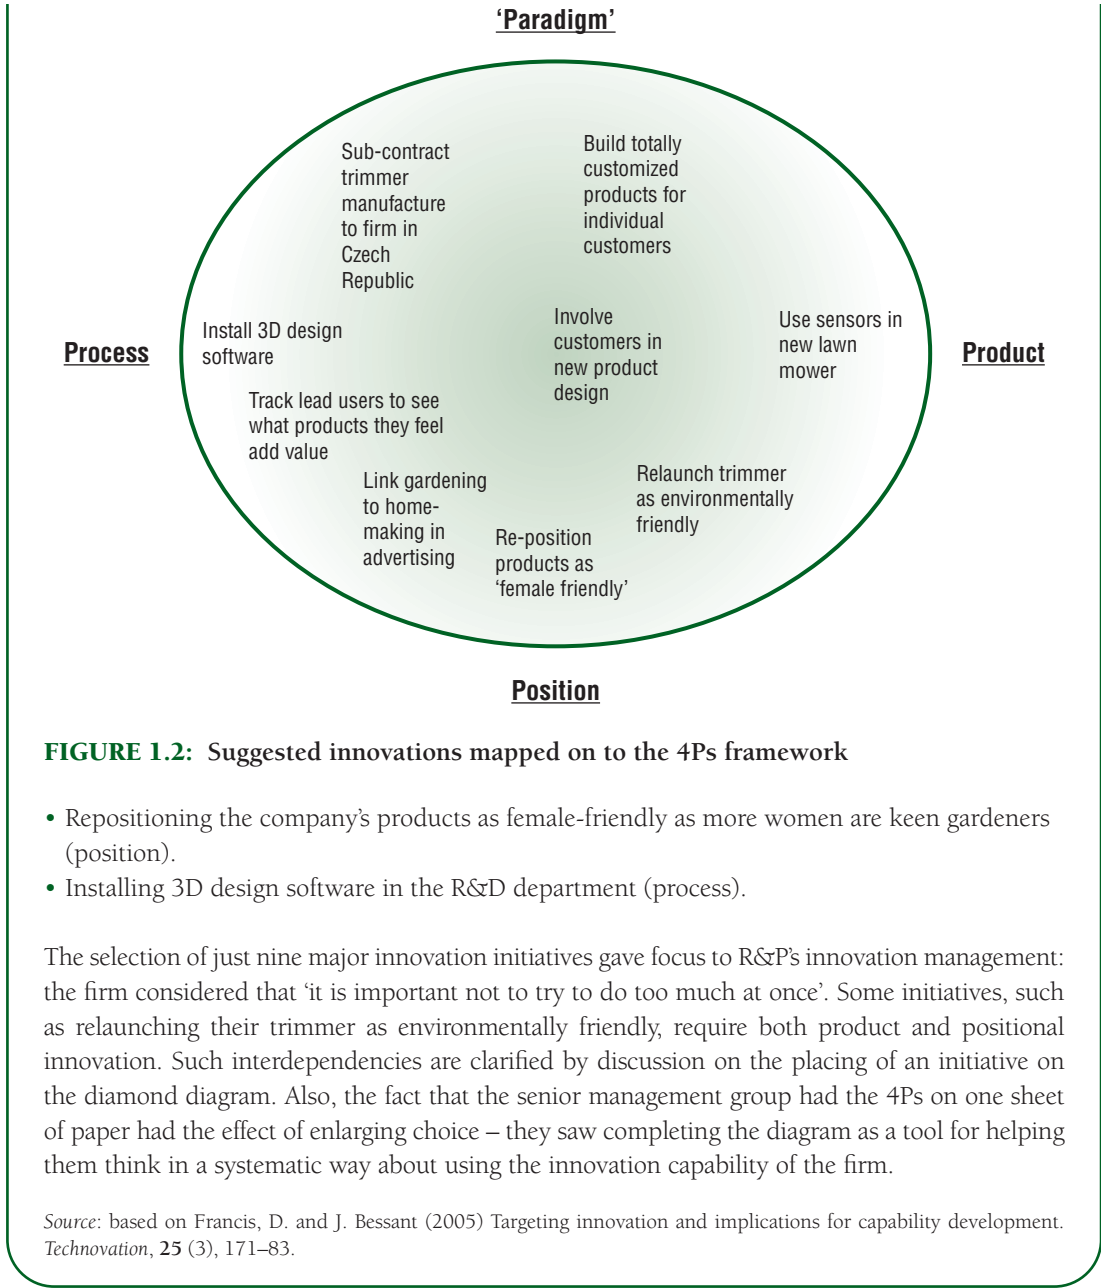 ‘Paradigm’
Sub-contract
trimmer
manufacture
to firm in
Czech
Republic
Build totally
customized
products for
individual
customers
Process
Install 3D design
software
Involve
customers in
new product
design
Use sensors in
new lawn
mower
Product
Track lead users to see
what products they feel
add value
Link gardening
to home-
making in
advertising
Re-position
products as
‘female friendly’
Relaunch trimmer
as environmentally
friendly
Position
FIGURE 1.2: Suggested innovations mapped on to the 4Ps framework
• Repositioning the company’s products as female-friendly as more women are keen gardeners
(position).
• Installing 3D design software in the R&D department (process).
The selection of just nine major innovation initiatives gave focus to R&P’s innovation management:
the firm considered that ‘it is important not to try to do too much at once’. Some initiatives, such
as relaunching their trimmer as environmentally friendly, require both product and positional
innovation. Such interdependencies are clarified by discussion on the placing of an initiative on
the diamond diagram. Also, the fact that the senior management group had the 4Ps on one sheet
of paper had the effect of enlarging choice – they saw completing the diagram as a tool for helping
them think in a systematic way about using the innovation capability of the firm.
Source: based on Francis, D. and J. Bessant (2005) Targeting innovation and implications for capability development.
Technovation, 25 (3), 171–83.